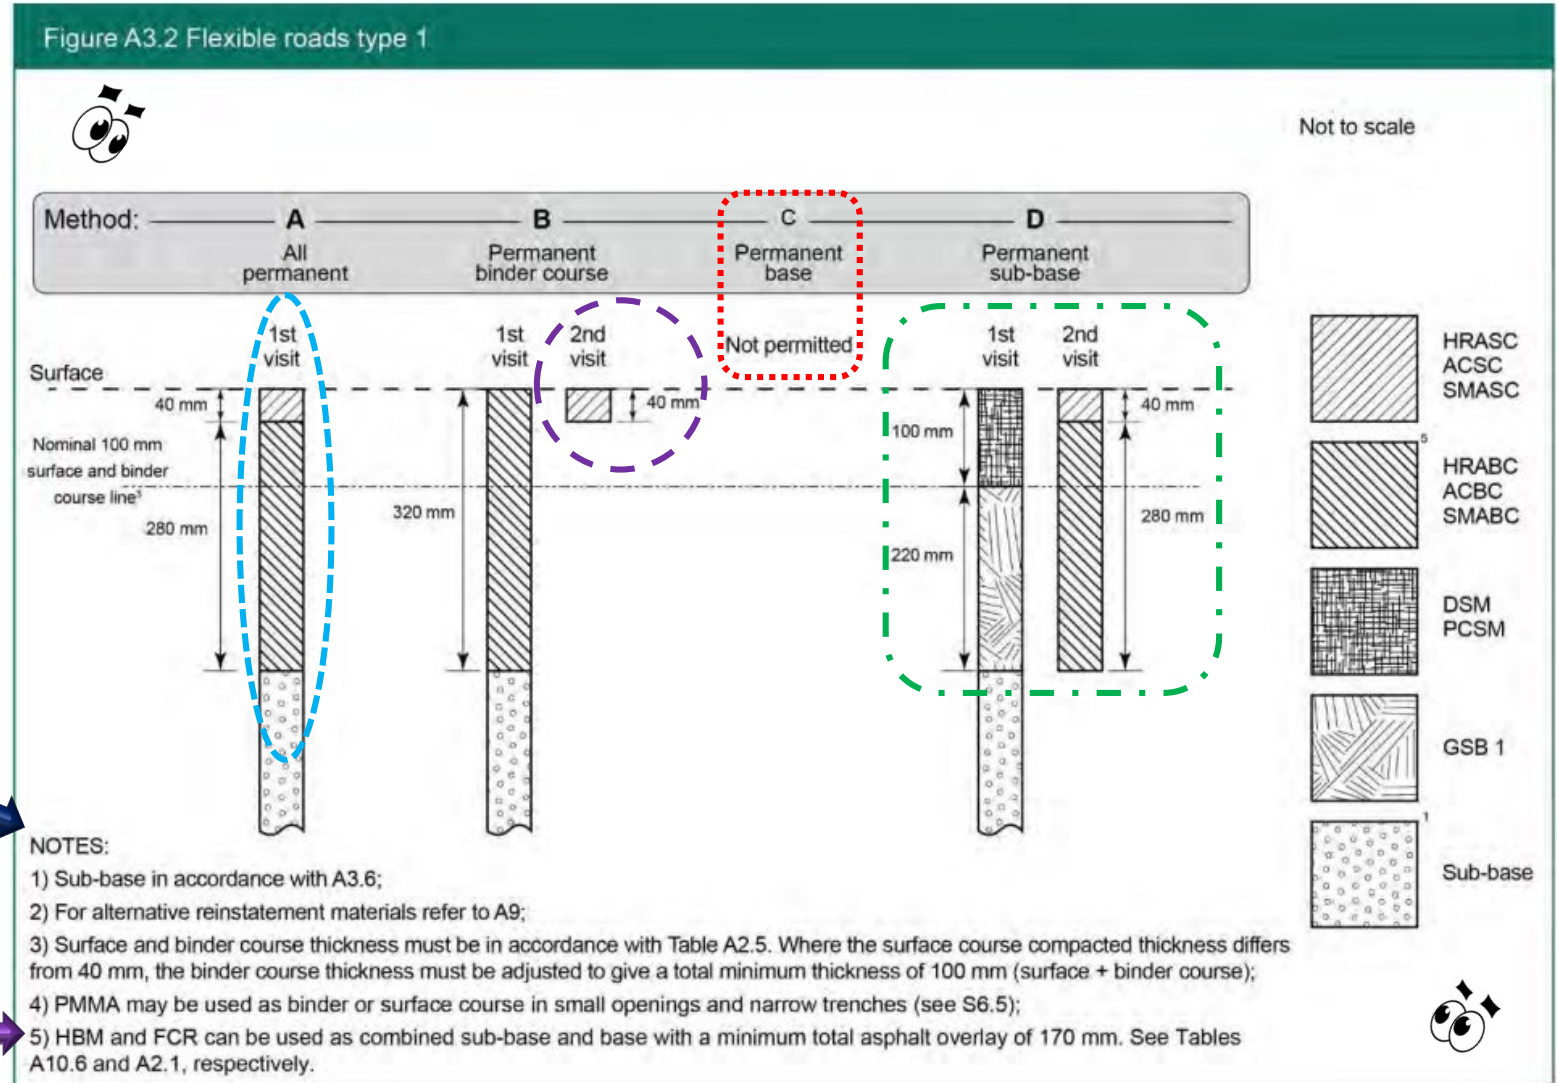 Figure A3.2 Flexible roads type 1
Not to scale
Method:
A
B
C
D
All
permanent
Permanent
binder course
Permanent
base
Permanent
sub-base
1st
visit
1st
visit
2nd
visit
Not permitted
1st
visit
2nd
visit
Surface
40 mm
40 mm
100 mm
40 mm
Nominal 100 mm
surface and binder
course line³
280 mm
320 mm
220 mm
280 mm
HRASC
ACSC
SMASC
5
HRABC
ACBC
SMABC
DSM
PCSM
GSB 1
1
Sub-base
NOTES:
1) Sub-base in accordance with A3.6;
2) For alternative reinstatement materials refer to A9;
3) Surface and binder course thickness must be in accordance with Table A2.5. Where the surface course compacted thickness differs
from 40 mm, the binder course thickness must be adjusted to give a total minimum thickness of 100 mm (surface + binder course);
4) PMMA may be used as binder or surface course in small openings and narrow trenches (see S6.5);
5) HBM and FCR can be used as combined sub-base and base with a minimum total asphalt overlay of 170 mm. See Tables
A10.6 and A2.1, respectively.